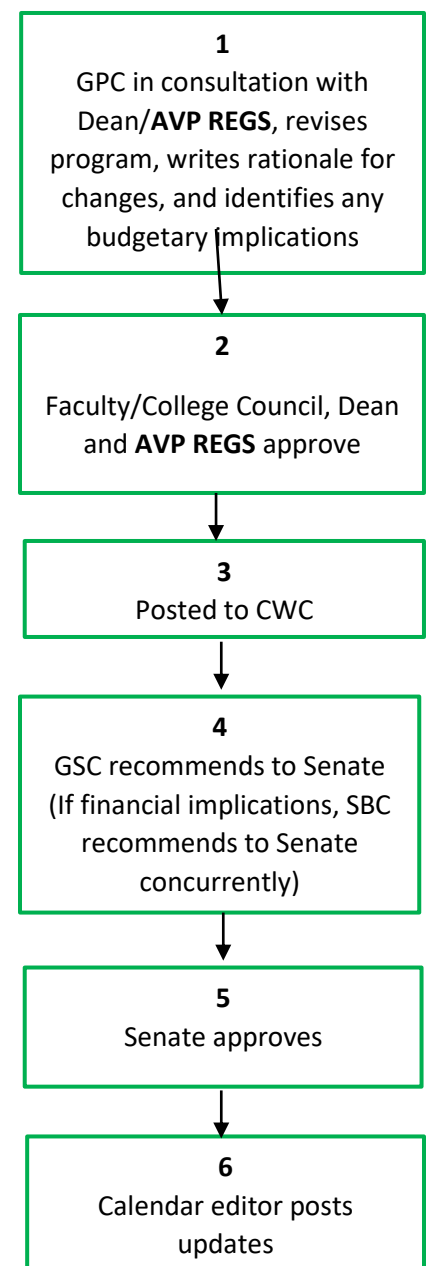 1
GPC in consultation with
Dean/AVP REGS, revises
program, writes rationale for
changes, and identifies any
budgetary implications
2
Faculty/College Council, Dean
and AVP REGS approve
3
Posted to CWC
4
GSC recommends to Senate
(If financial implications, SBC
recommends to Senate
concurrently)
5
Senate approves
6
Calendar editor posts
updates